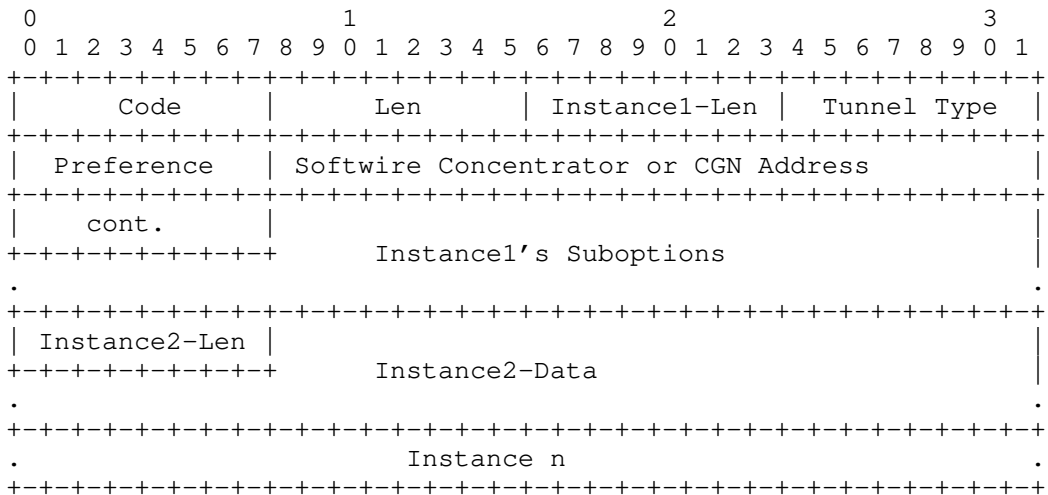 0                   1                   2                   3
 0 1 2 3 4 5 6 7 8 9 0 1 2 3 4 5 6 7 8 9 0 1 2 3 4 5 6 7 8 9 0 1
+-+-+-+-+-+-+-+-+-+-+-+-+-+-+-+-+-+-+-+-+-+-+-+-+-+-+-+-+-+-+-+-+
|      Code     |      Len      | Instance1-Len |  Tunnel Type  |
+-+-+-+-+-+-+-+-+-+-+-+-+-+-+-+-+-+-+-+-+-+-+-+-+-+-+-+-+-+-+-+-+
|  Preference   | Softwire Concentrator or CGN Address          |
+-+-+-+-+-+-+-+-+-+-+-+-+-+-+-+-+-+-+-+-+-+-+-+-+-+-+-+-+-+-+-+-+
|    cont.      |                                               |
+-+-+-+-+-+-+-+-+      Instance1’s Suboptions                   |
.                                                               .
+-+-+-+-+-+-+-+-+-+-+-+-+-+-+-+-+-+-+-+-+-+-+-+-+-+-+-+-+-+-+-+-+
| Instance2-Len |                                               |
+-+-+-+-+-+-+-+-+      Instance2-Data                           |
.                                                               .
+-+-+-+-+-+-+-+-+-+-+-+-+-+-+-+-+-+-+-+-+-+-+-+-+-+-+-+-+-+-+-+-+
.                        Instance n                             .
+-+-+-+-+-+-+-+-+-+-+-+-+-+-+-+-+-+-+-+-+-+-+-+-+-+-+-+-+-+-+-+-+